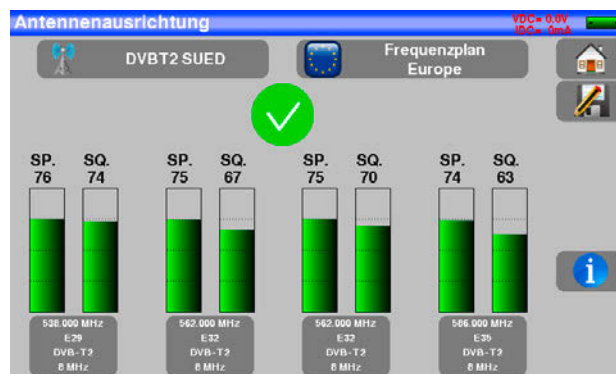 Antennenausrichtung
VDC= 0.0V
IDC= 0mA
DVBT2 SUED
Frequenzplan
Europe
SP. SQ. SP. SQ. SP. SQ. SP. SQ.
76 74 75 67 75 70 74 63
538.000 MHz 562.000 MHz 562.000 MHz 586.000 MHz
E29 E32 E32 E35
DVB-T2 DVB-T2 DVB-T2 DVB-T2
8 MHz 8 MHz 8 MHz 8 MHz
i